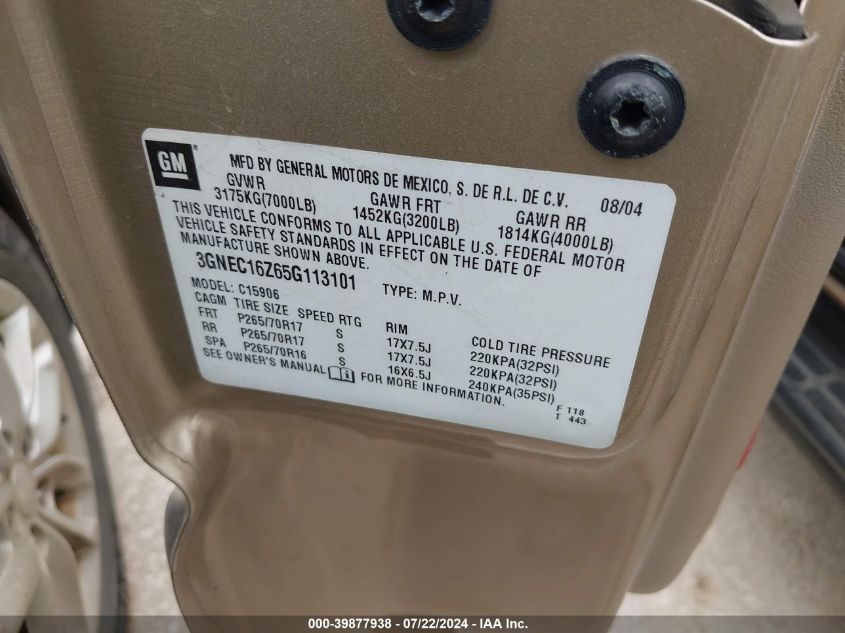 GM®
MFD BY GENERAL MOTORS DE MEXICO, S. DE R.L. DE C.V. 08/04
GVWR GAWR FRT GAWR RR
3175KG(7000LB) 1452KG(3200LB) 1814KG(4000LB)
THIS VEHICLE CONFORMS TO ALL APPLICABLE U.S. FEDERAL MOTOR
VEHICLE SAFETY STANDARDS IN EFFECT ON THE DATE OF
MANUFACTURE SHOWN ABOVE.
3GNEC16Z65G113101 TYPE: M.P.V.
MODEL: C15906
CAGM TIRE SIZE SPEED RTG RIM COLD TIRE PRESSURE
FRT P265/70R17 S 17X7.5J 220KPA(32PSI)
RR P265/70R17 S 17X7.5J 220KPA(32PSI)
SPA P265/70R16 S 16X6.5J 240KPA(35PSI)
SEE OWNER'S MANUAL i FOR MORE INFORMATION.
F 118
T 443
000-39877938 - 07/22/2024 - IAA Inc.